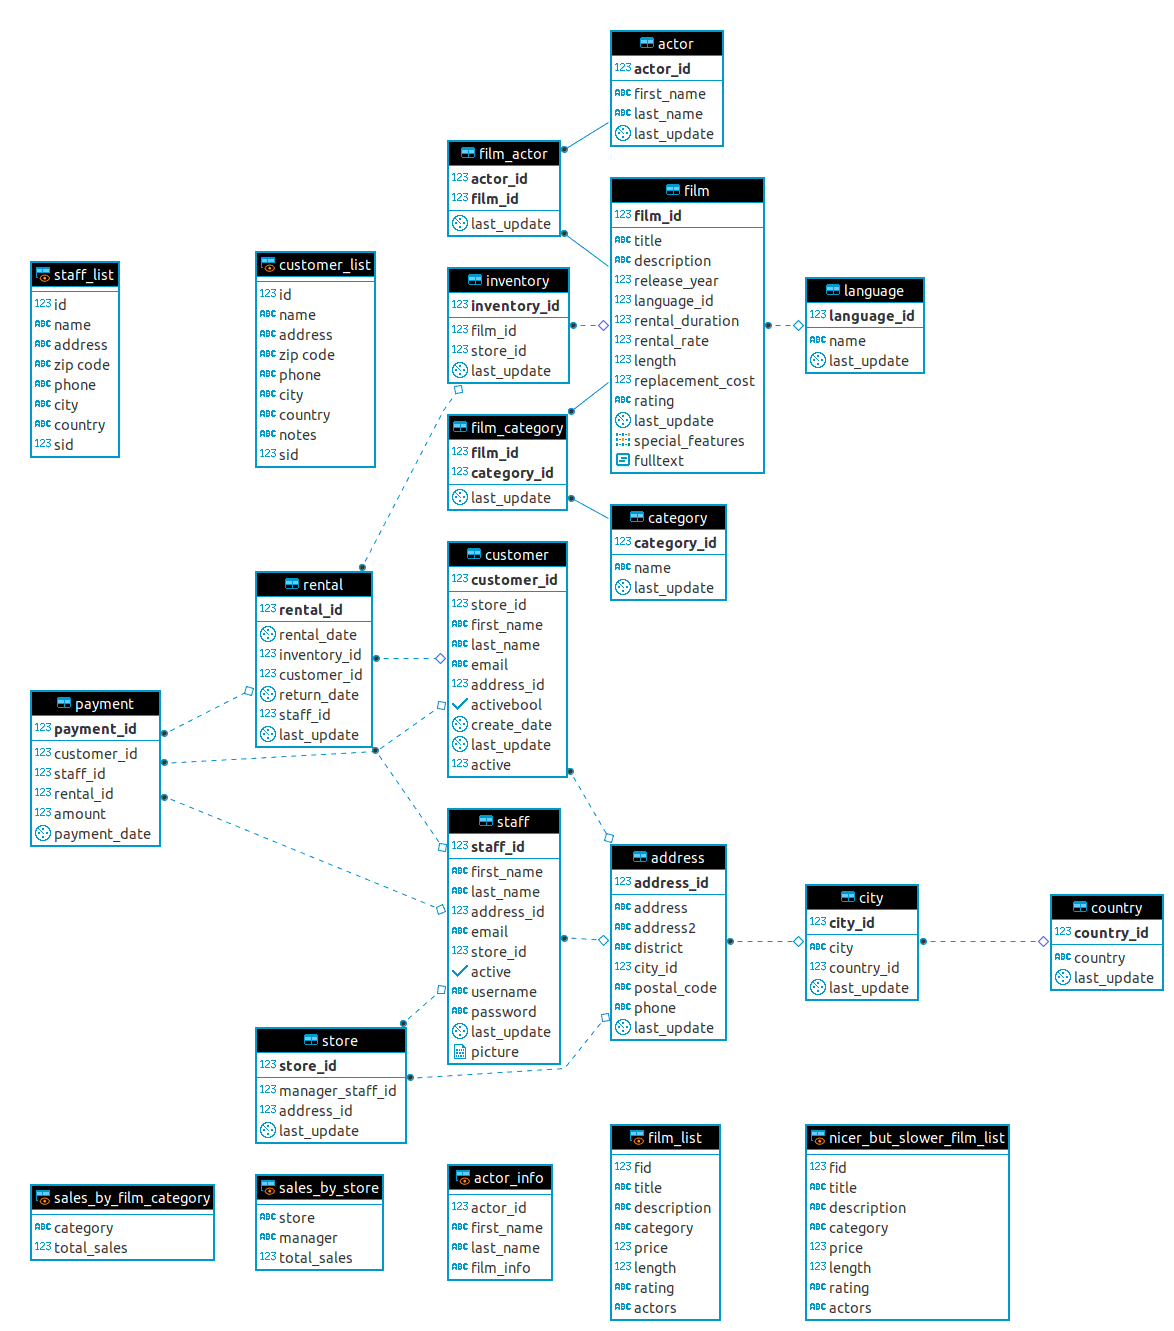 actor
123 actor_id
ABC first_name
ABC last_name
last_update
film_actor
123 actor_id
123 film_id
last_update
film
123 film_id
ABC title
ABC description
123 release_year
123 language_id
123 rental_duration
123 rental_rate
123 length
123 replacement_cost
ABC rating
last_update
special_features
fulltext
staff_list
123 id
ABC name
ABC address
ABC zip code
ABC phone
ABC city
ABC country
123 sid
customer_list
123 id
ABC name
ABC address
ABC zip code
ABC phone
ABC city
ABC country
ABC notes
123 sid
inventory
123 inventory_id
123 film_id
123 store_id
last_update
language
123 language_id
ABC name
last_update
film_category
123 film_id
123 category_id
last_update
category
123 category_id
ABC name
last_update
rental
123 rental_id
rental_date
123 inventory_id
123 customer_id
return_date
123 staff_id
last_update
customer
123 customer_id
123 store_id
ABC first_name
ABC last_name
ABC email
123 address_id
activebool
create_date
last_update
123 active
payment
123 payment_id
123 customer_id
123 staff_id
123 rental_id
123 amount
payment_date
staff
123 staff_id
ABC first_name
ABC last_name
123 address_id
ABC email
123 store_id
active
ABC username
ABC password
last_update
picture
address
123 address_id
ABC address
ABC address2
ABC district
123 city_id
ABC postal_code
ABC phone
last_update
city
123 city_id
ABC city
123 country_id
last_update
country
123 country_id
ABC country
last_update
store
123 store_id
123 manager_staff_id
123 address_id
last_update
sales_by_film_category
ABC category
123 total_sales
sales_by_store
ABC store
ABC manager
123 total_sales
actor_info
123 actor_id
ABC first_name
ABC last_name
ABC film_info
film_list
123 fid
ABC title
ABC description
ABC category
123 price
123 length
ABC rating
ABC actors
nicer_but_slower_film_list
123 fid
ABC title
ABC description
ABC category
123 price
123 length
ABC rating
ABC actors